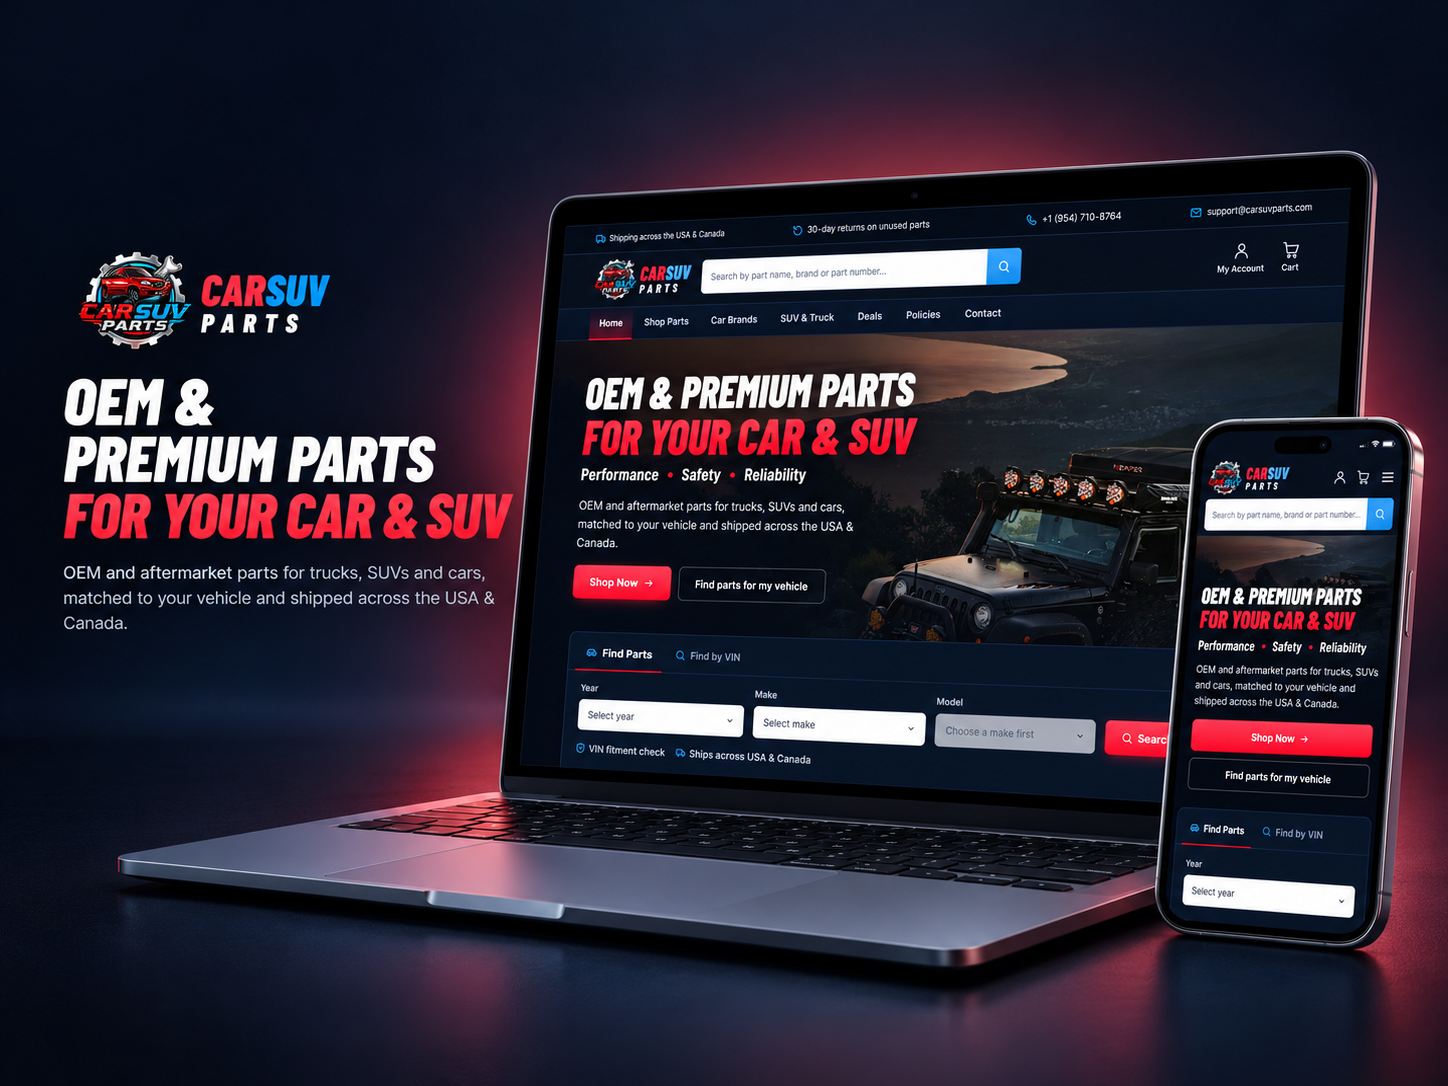 CARSUV
PARTS
CARSUV
PARTS
OEM &
PREMIUM PARTS
FOR YOUR CAR & SUV
OEM and aftermarket parts for trucks, SUVs and cars,
matched to your vehicle and shipped across the USA &
Canada.
Shipping across the USA & Canada
30-day returns on unused parts
+1 (954) 710-8764
support@carsuvparts.com
CARSUV
PARTS
Search by part name, brand or part number...
My Account
Cart
Home
Shop Parts
Car Brands
SUV & Truck
Deals
Policies
Contact
OEM & PREMIUM PARTS
FOR YOUR CAR & SUV
Performance • Safety • Reliability
OEM and aftermarket parts for trucks, SUVs and cars,
matched to your vehicle and shipped across the USA &
Canada.
Shop Now →
Find parts for my vehicle
Find Parts
Find by VIN
Year
Make
Model
Select year
Select make
Choose a make first
Searc
VIN fitment check
Ships across USA & Canada
CARSUV
PARTS
Search by part name, brand or part number...
OEM & PREMIUM PARTS
FOR YOUR CAR & SUV
Performance • Safety • Reliability
OEM and aftermarket parts for trucks, SUVs
and cars, matched to your vehicle and
shipped across the USA & Canada.
Shop Now →
Find parts for my vehicle
Find Parts
Find by VIN
Year
Select year